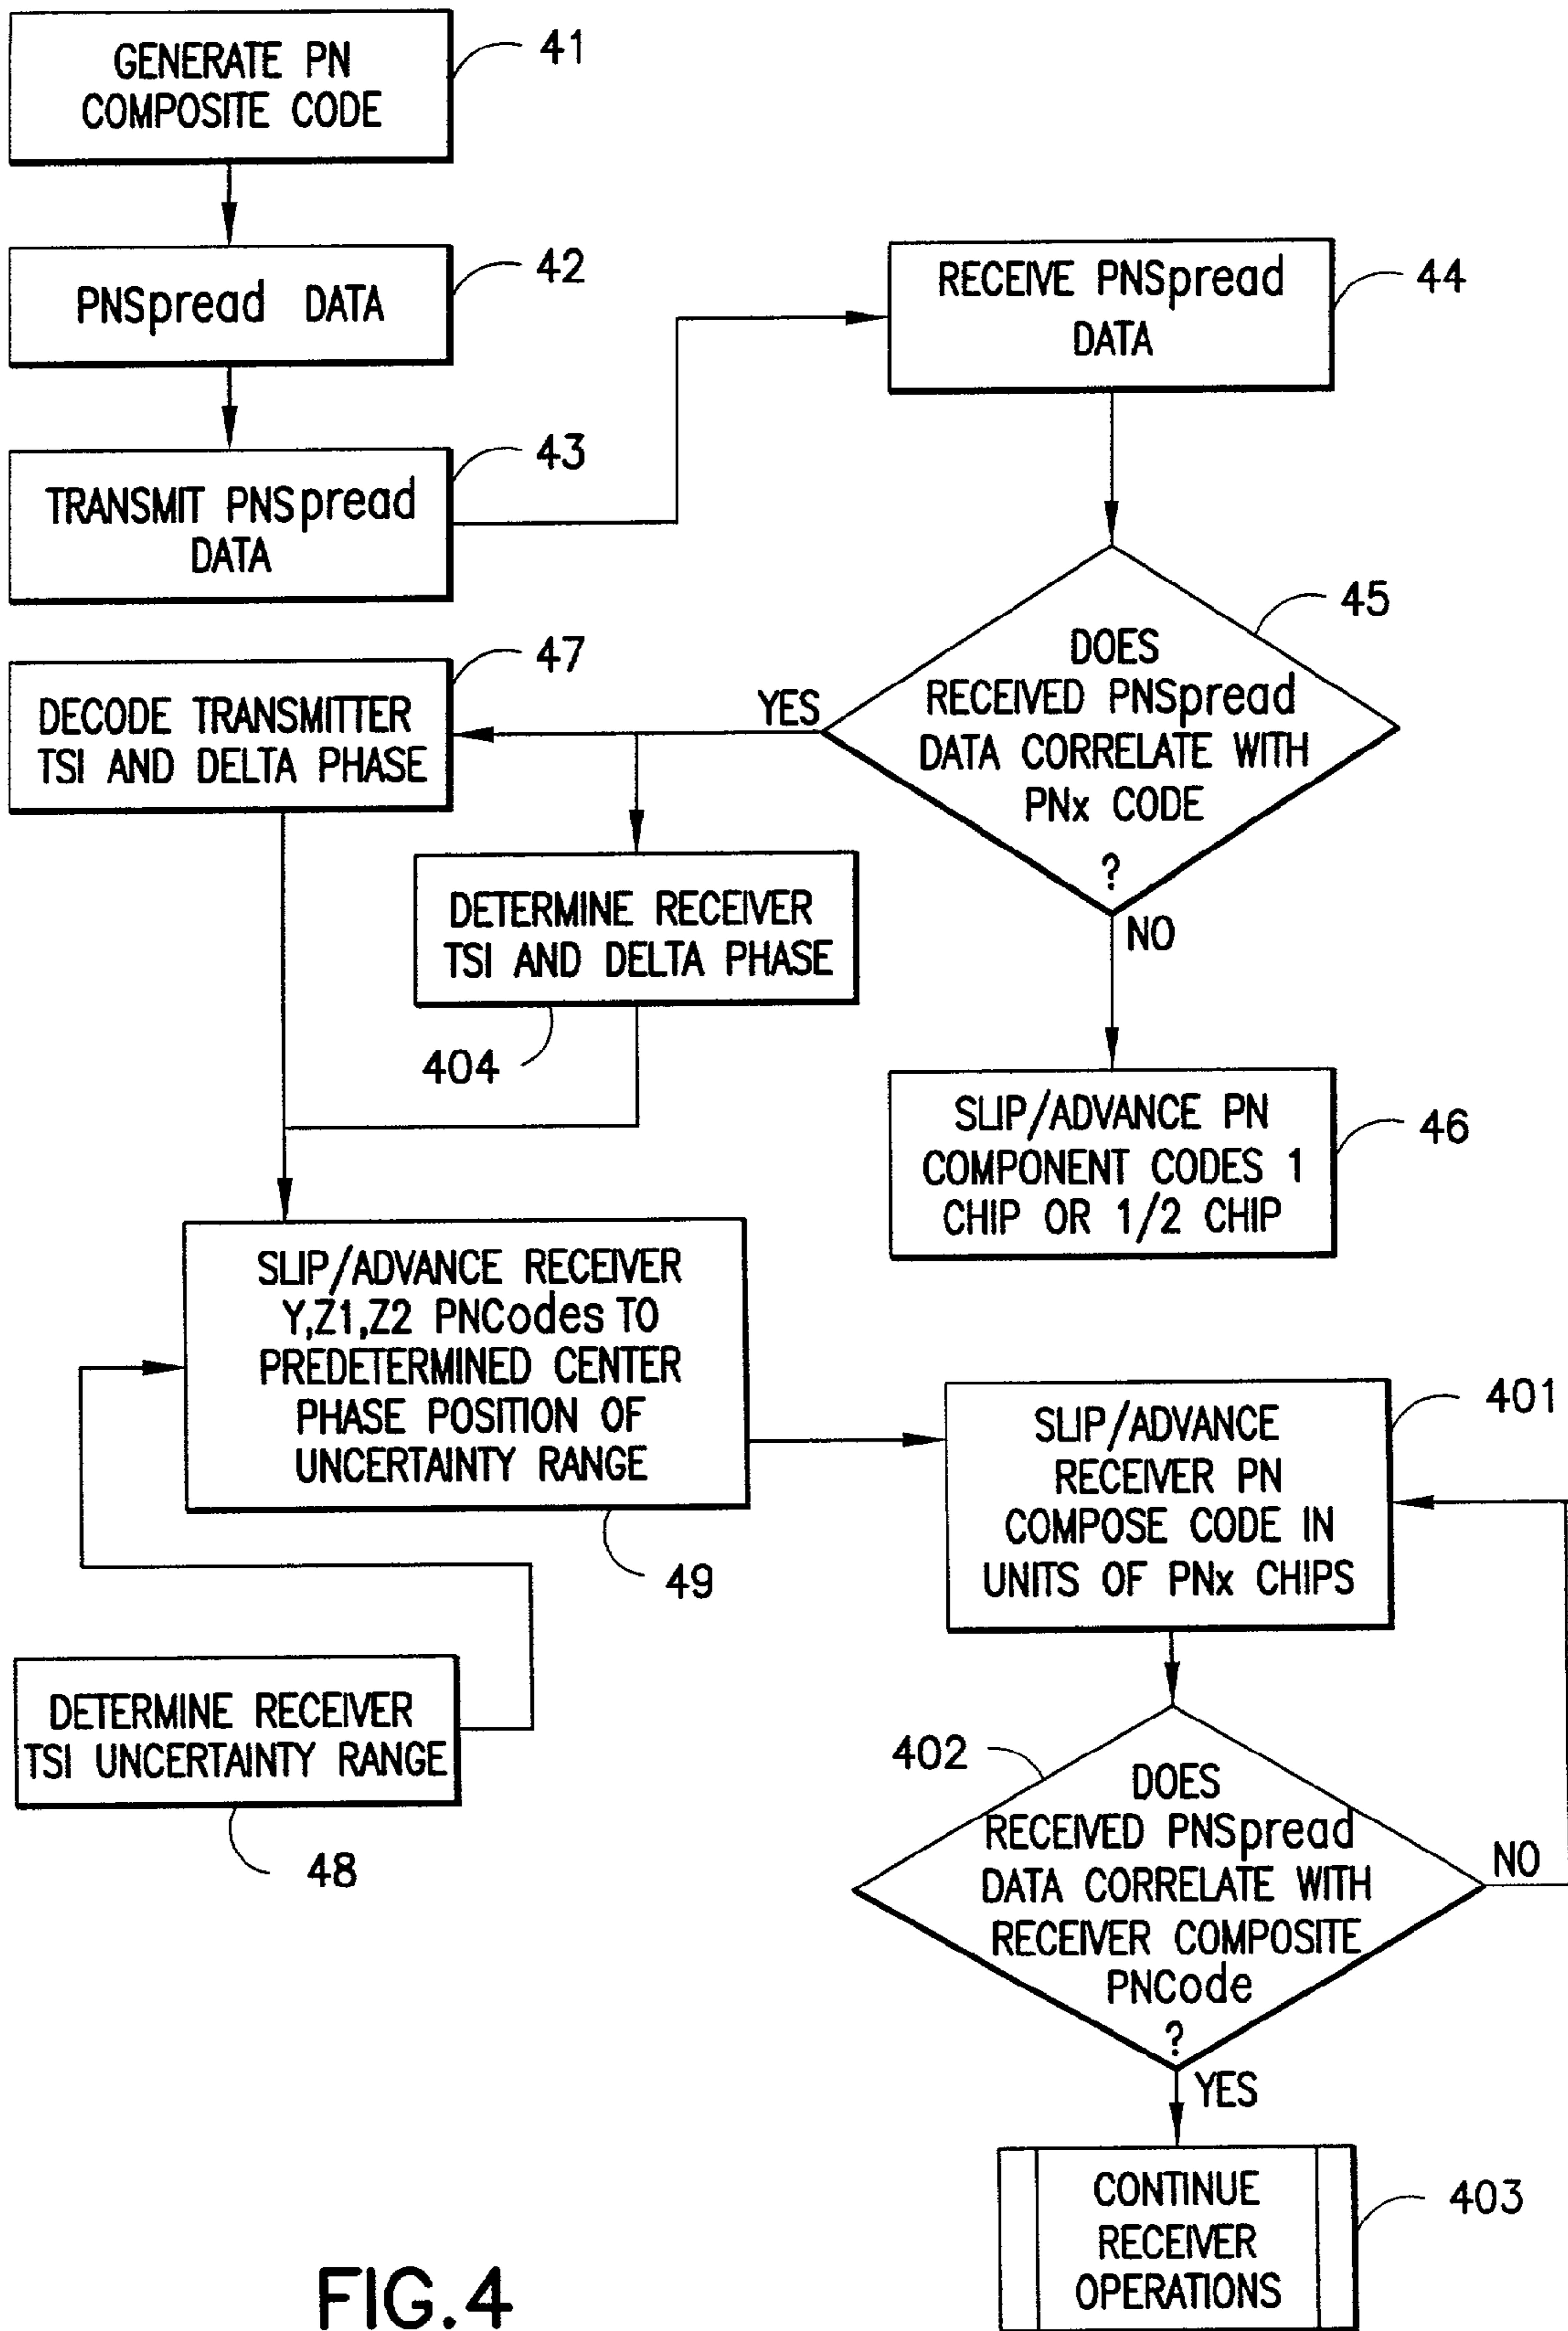 GENERATE PN
COMPOSITE CODE
41
PNSpread DATA
42
TRANSMIT PNSpread
DATA
43
RECEIVE PNSpread
DATA
44
DOES
RECEIVED PNSpread
DATA CORRELATE WITH
PNx CODE
?
45
YES
NO
DECODE TRANSMITTER
TSI AND DELTA PHASE
47
DETERMINE RECEIVER
TSI AND DELTA PHASE
404
SLIP/ADVANCE PN
COMPONENT CODES 1
CHIP OR 1/2 CHIP
46
SLIP/ADVANCE RECEIVER
Y,Z1,Z2 PNCodes TO
PREDETERMINED CENTER
PHASE POSITION OF
UNCERTAINTY RANGE
49
DETERMINE RECEIVER
TSI UNCERTAINTY RANGE
48
SLIP/ADVANCE
RECEIVER PN
COMPOSE CODE IN
UNITS OF PNx CHIPS
401
402
DOES
RECEIVED PNSpread
DATA CORRELATE WITH
RECEIVER COMPOSITE
PNCode
?
NO
YES
CONTINUE
RECEIVER
OPERATIONS
403
FIG.4